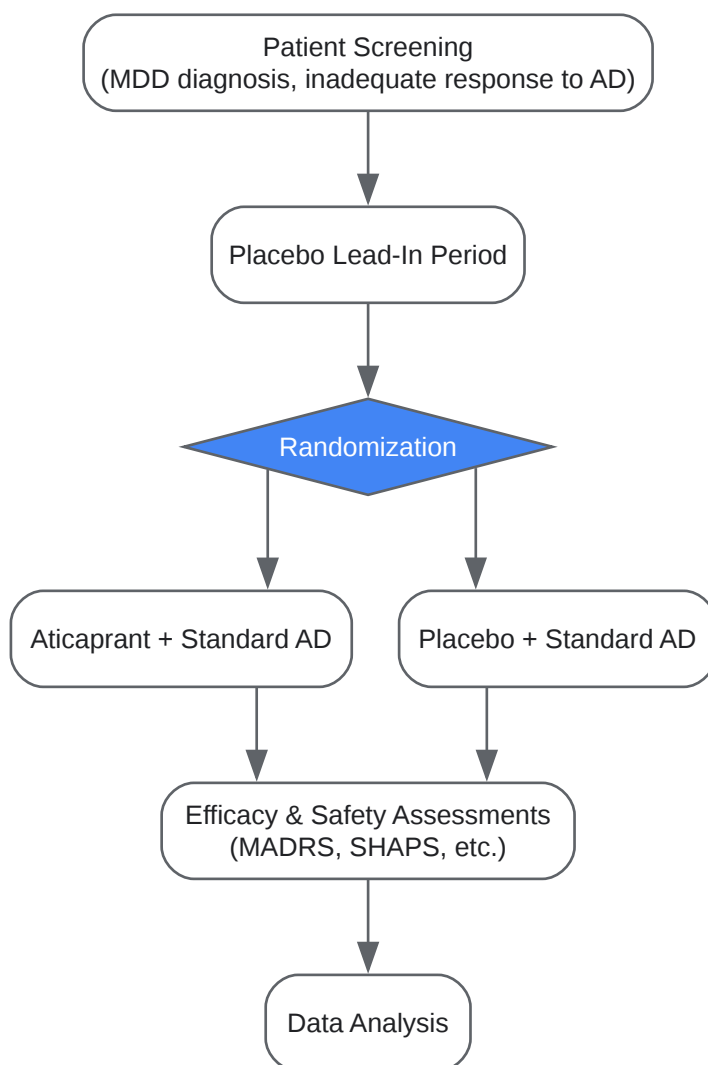 Patient Screening
(MDD diagnosis, inadequate response to AD)
Placebo Lead-In Period
Randomization
Aticaprant + Standard AD
Placebo + Standard AD
Efficacy & Safety Assessments
(MADRS, SHAPS, etc.)
Data Analysis